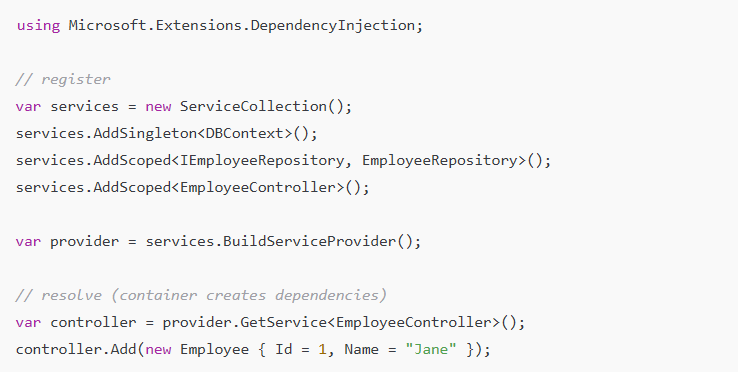 using Microsoft.Extensions.DependencyInjection;
// register
var services = new ServiceCollection();
services.AddSingleton<DBContext>();
services.AddScoped<IEmployeeRepository, EmployeeRepository>();
services.AddScoped<EmployeeController>();
var provider = services.BuildServiceProvider();
// resolve (container creates dependencies)
var controller = provider.GetService<EmployeeController>();
controller.Add(new Employee { Id = 1, Name = "Jane" });